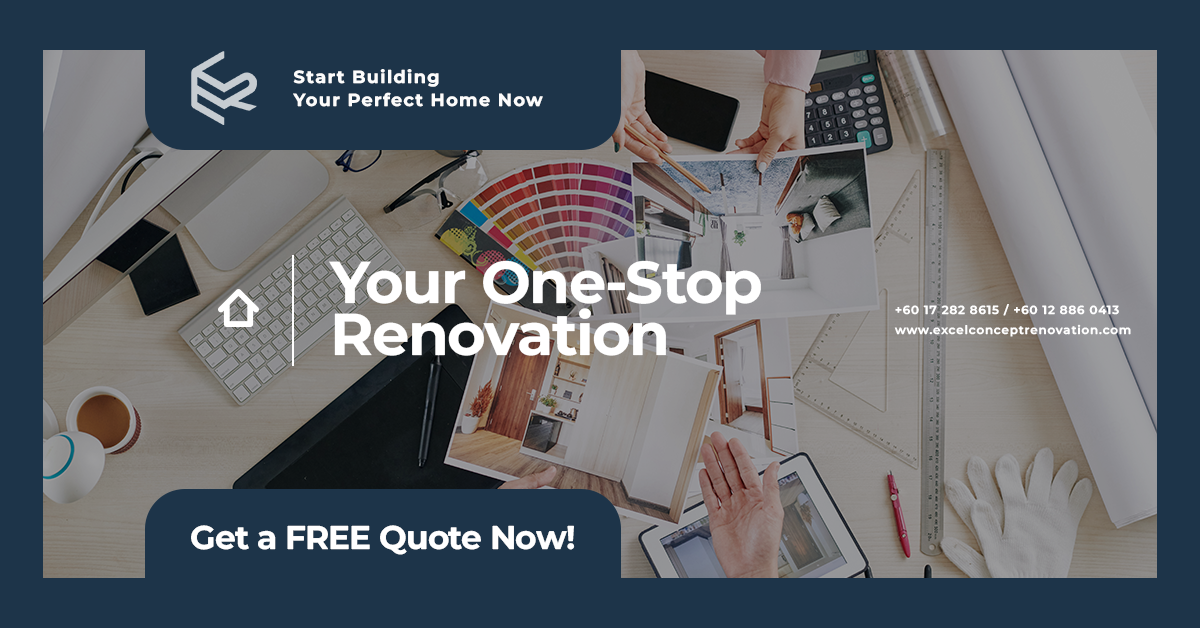 Start Building
Your Perfect Home Now
Your One-Stop
Renovation
+60 17 282 8615 / +60 12 886 0413
www.excelconceptrenovation.com
Get a FREE Quote Now!